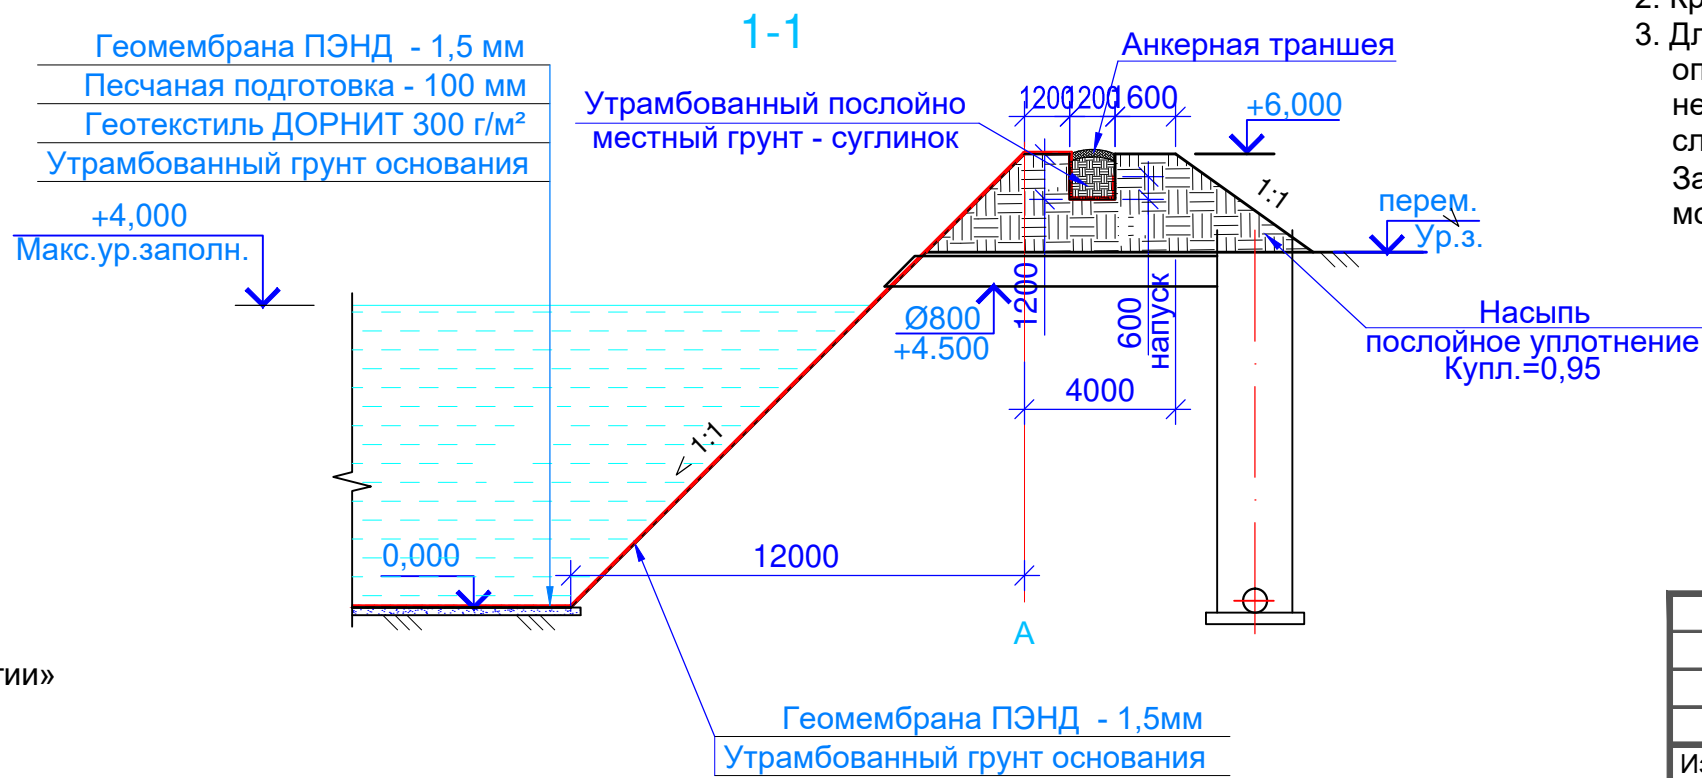 1-1
Геомембрана ПЭНД - 1,5 мм
Песчаная подготовка - 100 мм
Геотекстиль ДОРНИТ 300 г/м²
Утрамбованный грунт основания
+4,000
Макс.ур.заполн.
Утрамбованный послойно
местный грунт - суглинок
Анкерная траншея
1200
1200
1600
+6,000
1:1
перем.
Ур.з.
3.
1200
600
напуск
Ø800
+4.500
4000
Насыпь
послойное уплотнение
Купл.=0,95
1:1
0,000
12000
А
Геомембрана ПЭНД - 1,5мм
Утрамбованный грунт основания